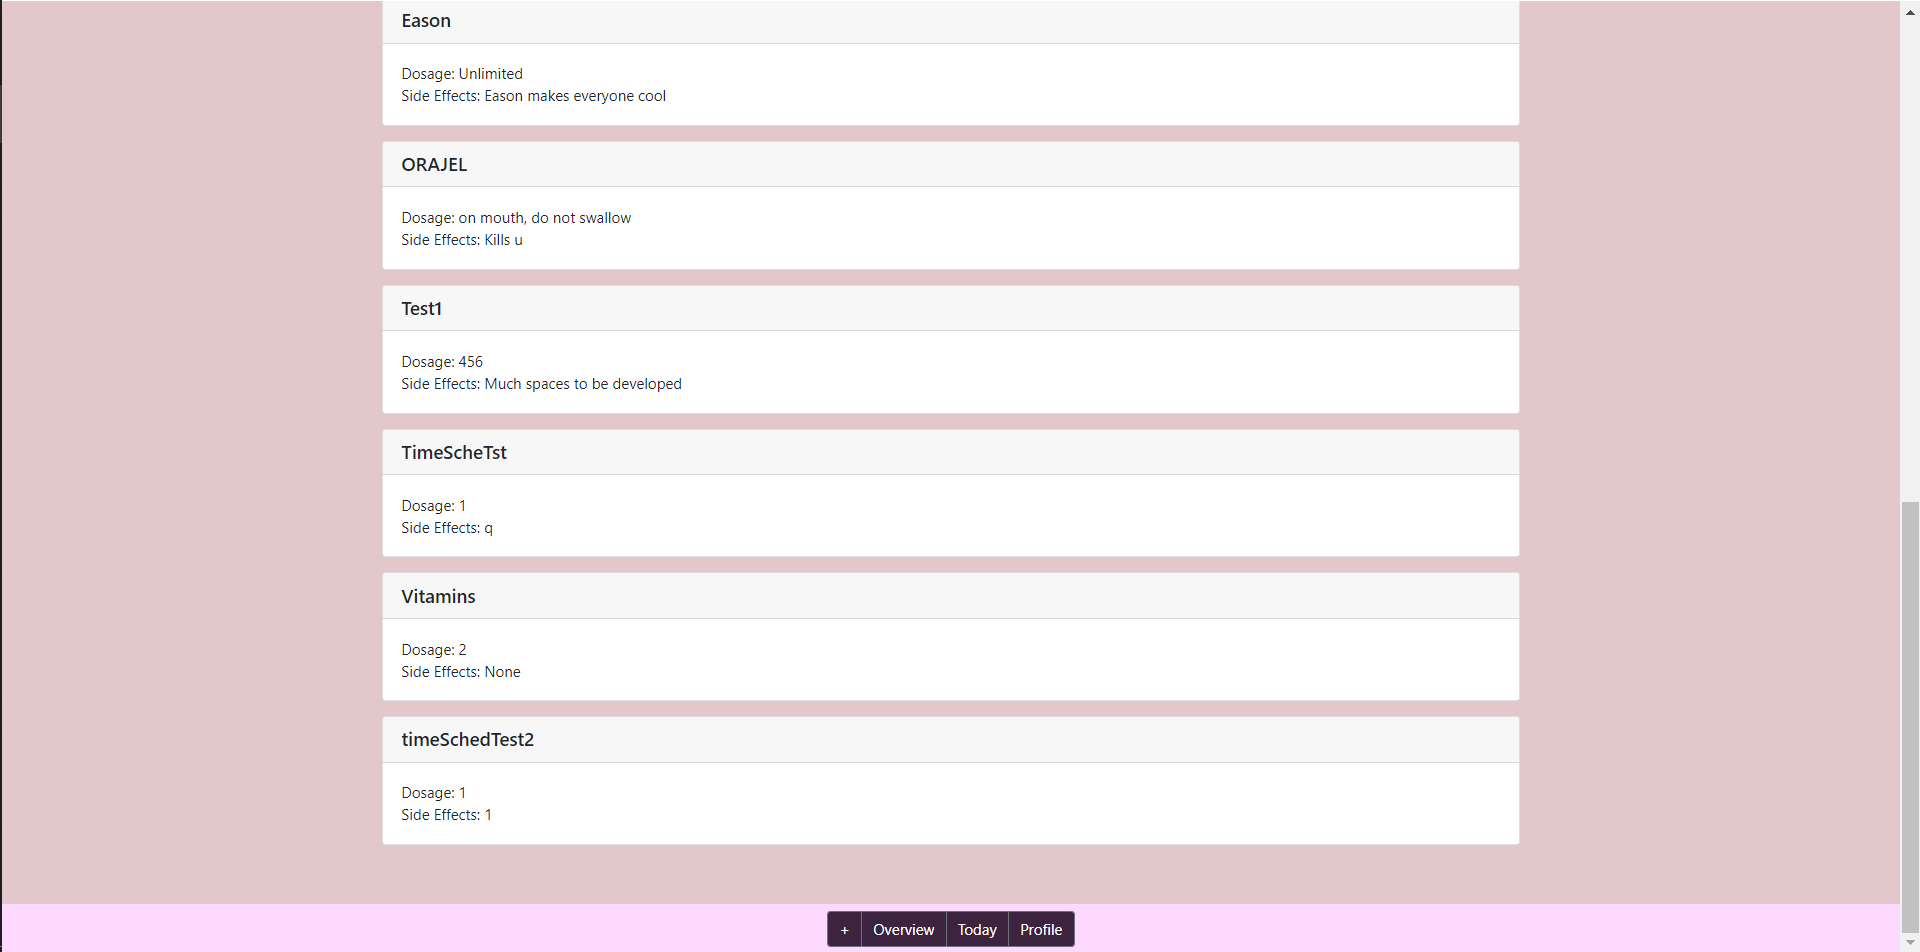 Eason
Dosage: Unlimited
Side Effects: Eason makes everyone cool
ORAJEL
Dosage: on mouth, do not swallow
Side Effects: Kills u
Test1
Dosage: 456
Side Effects: Much spaces to be developed
TimeScheTst
Dosage: 1
Side Effects: q
Vitamins
Dosage: 2
Side Effects: None
timeSchedTest2
Dosage: 1
Side Effects: 1
+ Overview Today Profile